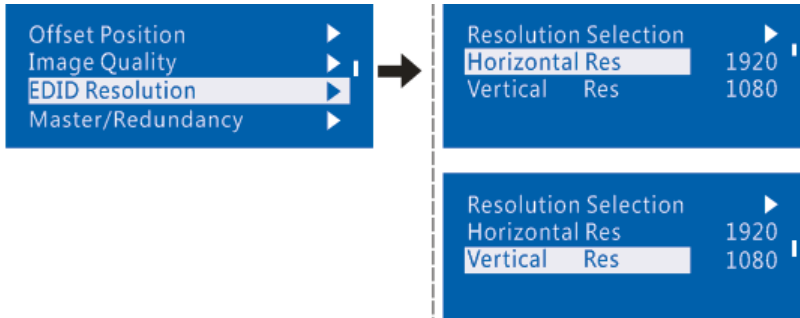 Offset Position
Image Quality
EDID Resolution
Master/Redundancy
Resolution Selection
Horizontal Res 1920
Vertical Res 1080
Resolution Selection
Horizontal Res 1920
Vertical Res 1080